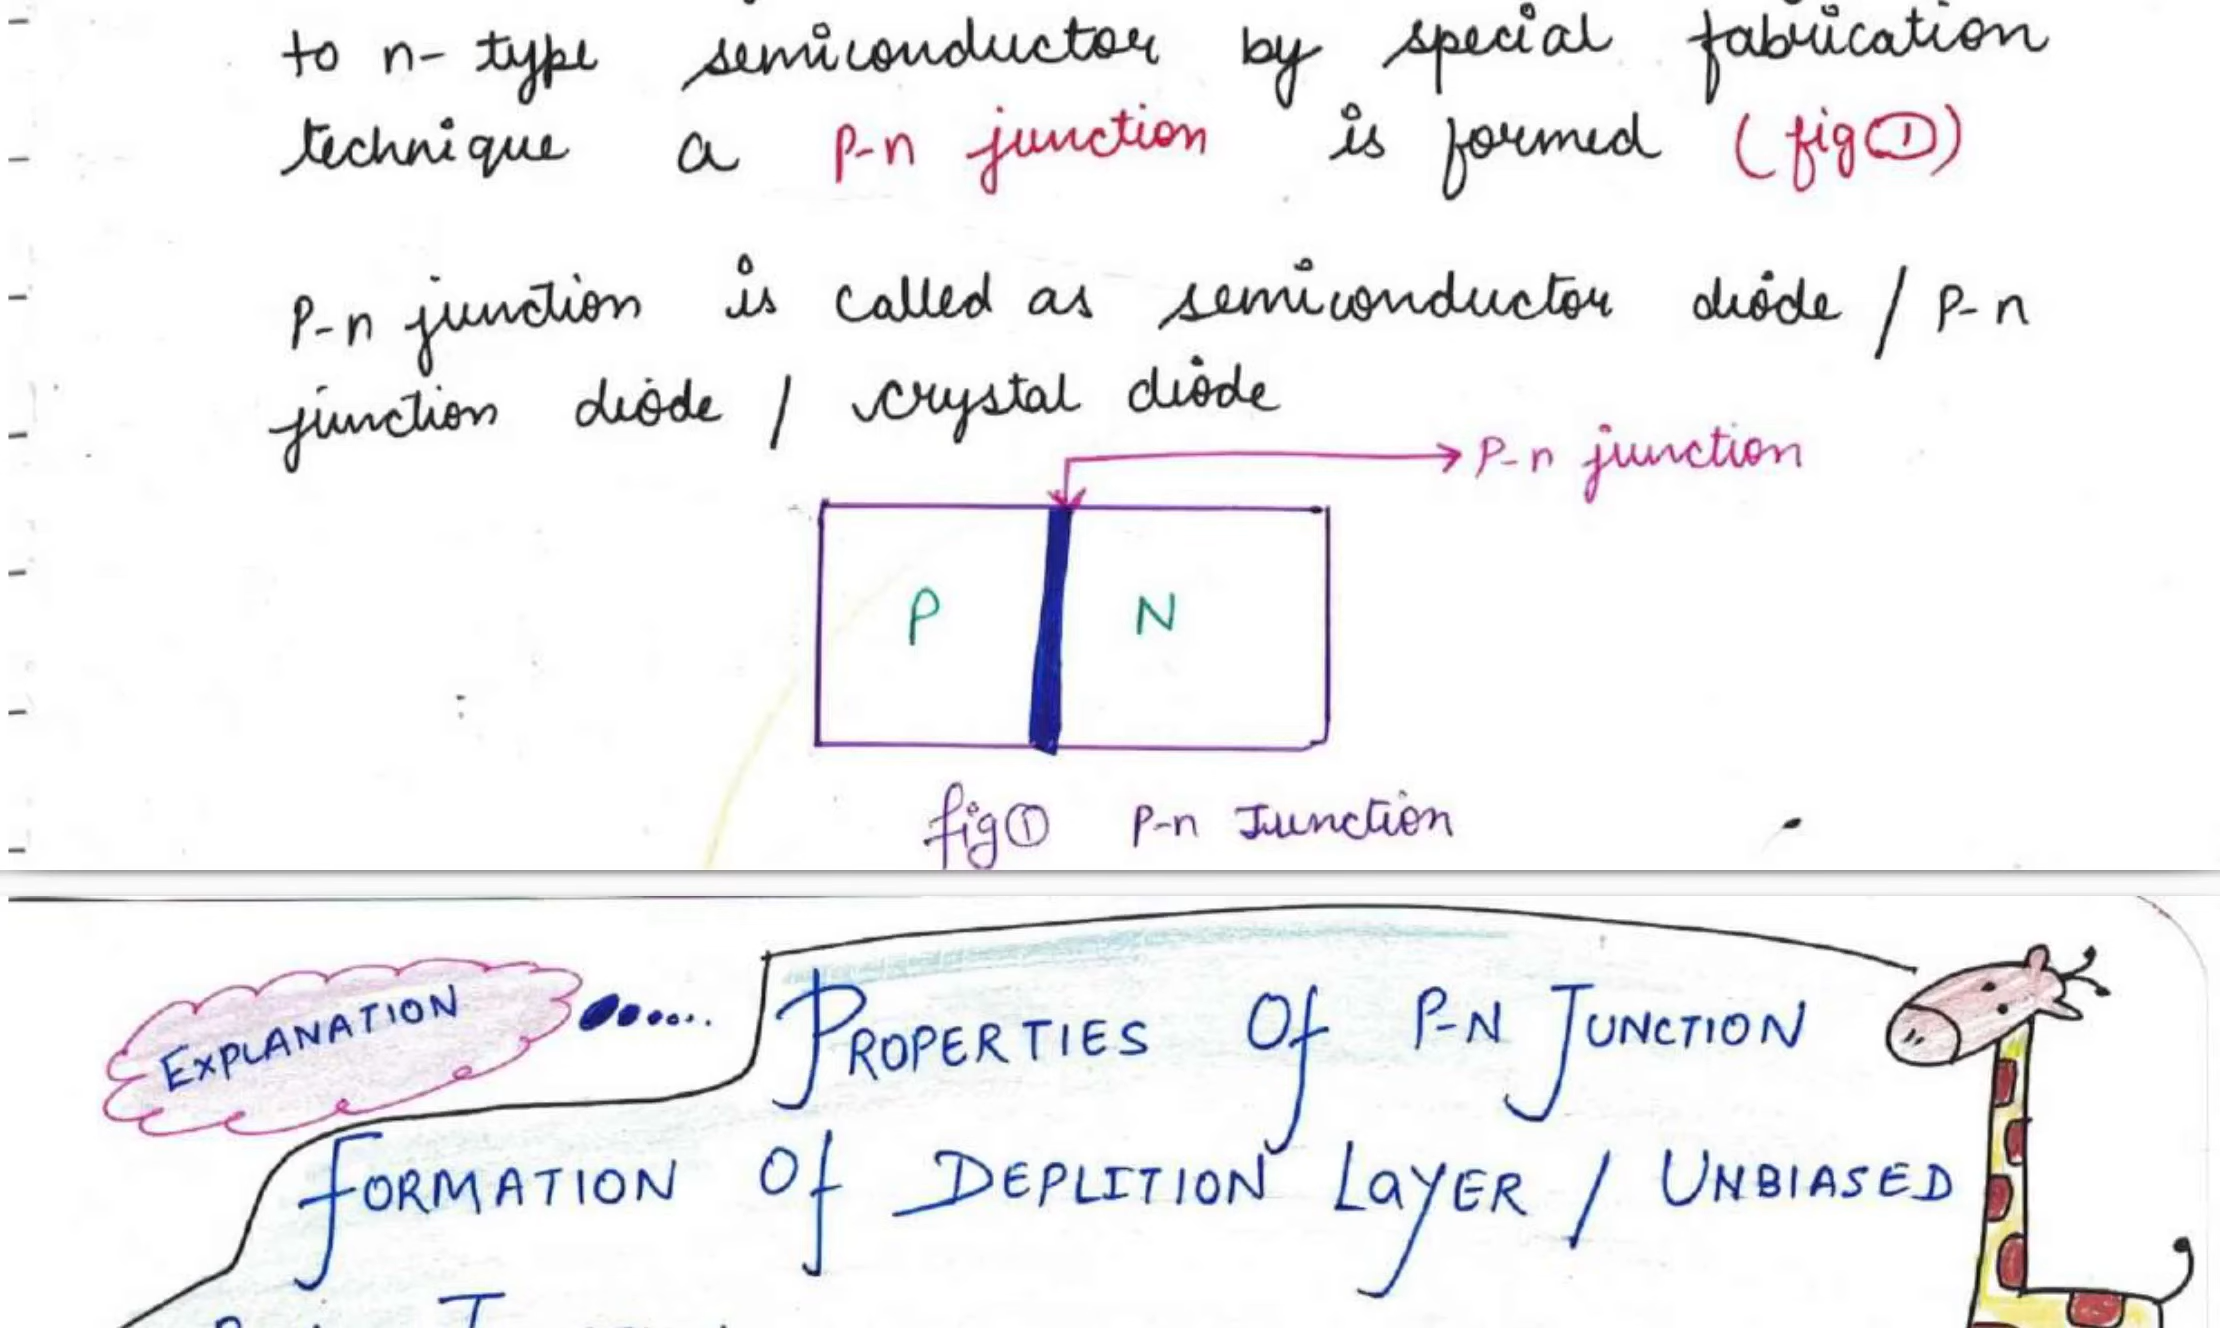 to n- type semiconductor by special fabrication
technique a p-n junction is formed (fig ①)
P-n junction is called as semiconductor diode / P-n
junction diode / crystal diode
P-n junction
P N
fig ① P-n Junction
EXPLANATION
PROPERTIES Of P-N JUNCTION
FORMATION Of DEPLITION LAYER / UNBIASED